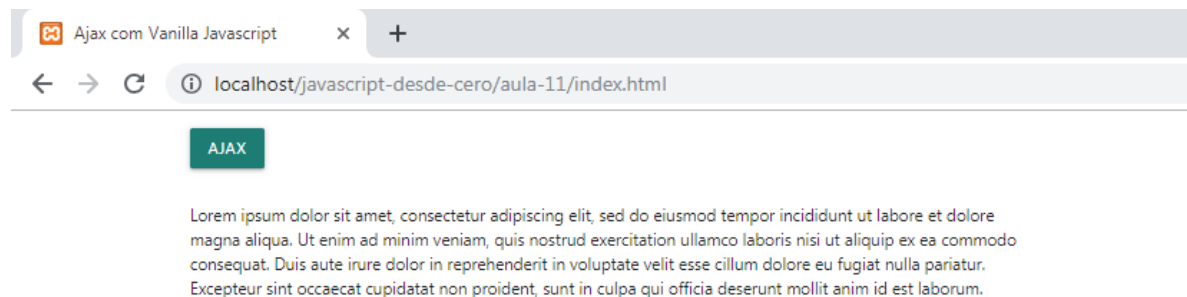 Ajax com Vanilla Javascript
localhost/javascript-desde-cero/aula-11/index.html
AJAX
Lorem ipsum dolor sit amet, consectetur adipiscing elit, sed do eiusmod tempor incididunt ut labore et dolore
magna aliqua. Ut enim ad minim veniam, quis nostrud exercitation ullamco laboris nisi ut aliquip ex ea commodo
consequat. Duis aute irure dolor in reprehenderit in voluptate velit esse cillum dolore eu fugiat nulla pariatur.
Excepteur sint occaecat cupidatat non proident, sunt in culpa qui officia deserunt mollit anim id est laborum.